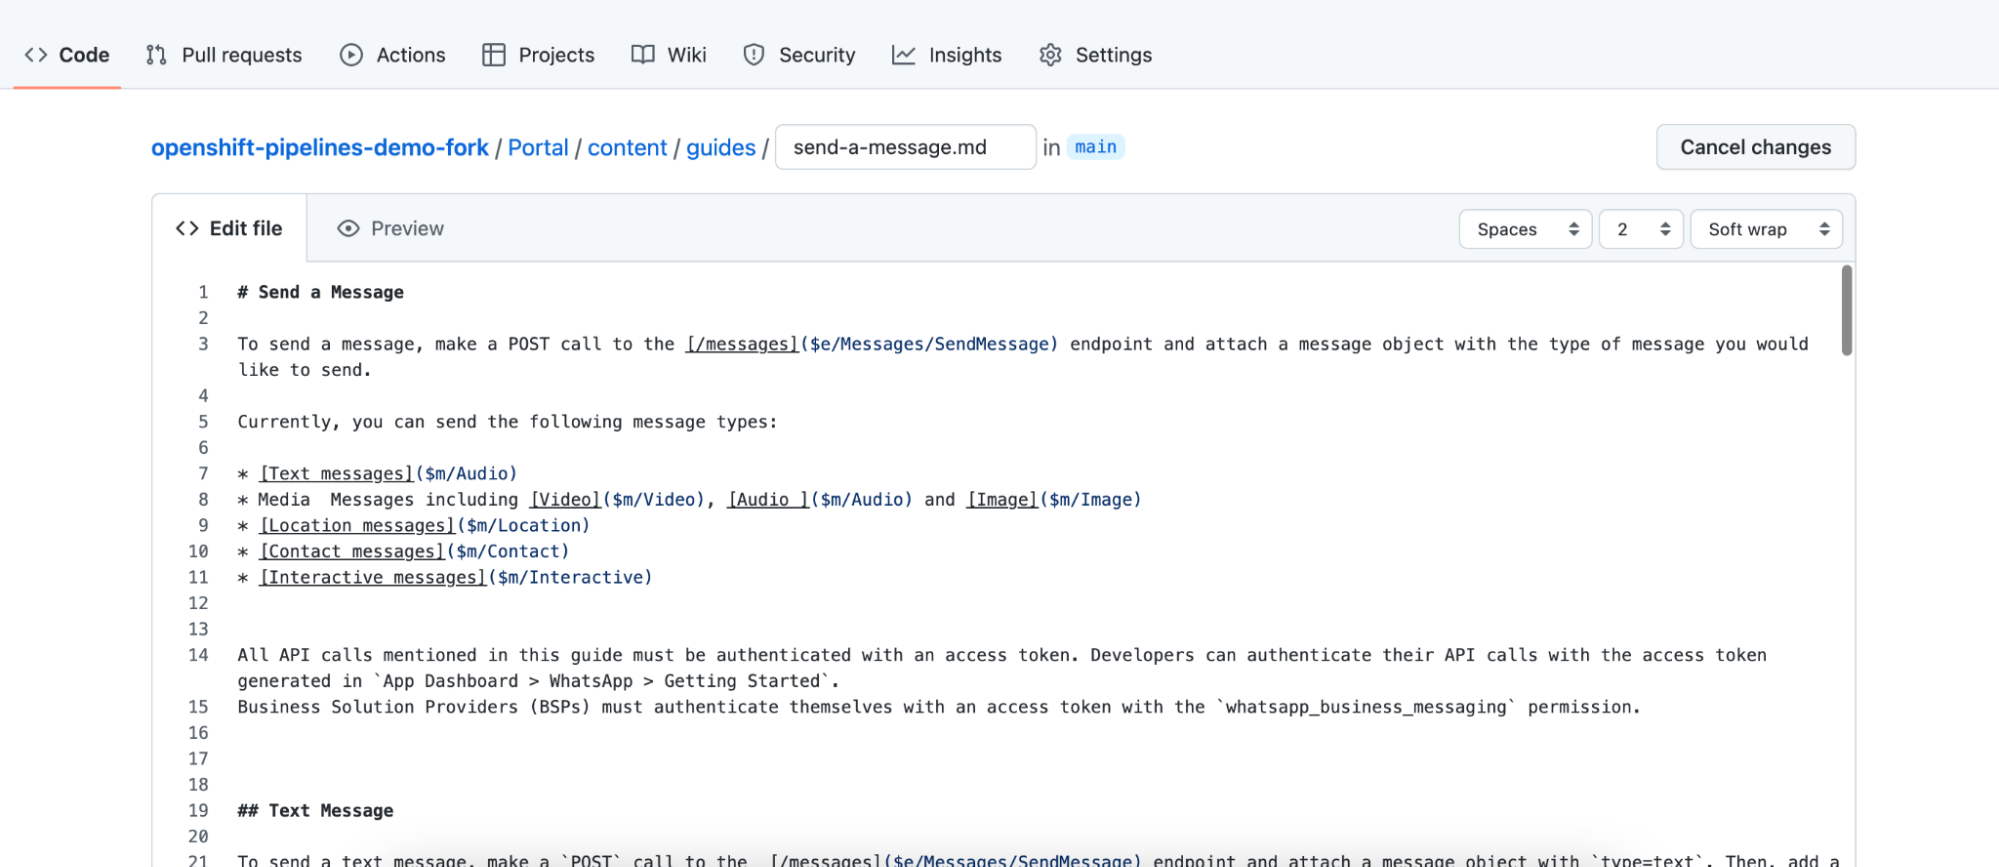 Code Pull requests Actions Projects Wiki Security Insights Settings
openshift-pipelines-demo-fork / Portal / content / guides / send-a-message.md in main Cancel changes
Edit file Preview Spaces 2 Soft wrap
1 # Send a Message
2
3 To send a message, make a POST call to the [/messages]($e/Messages/SendMessage) endpoint and attach a message object with the type of message you would
like to send.
4
5 Currently, you can send the following message types:
6
7 * [Text messages]($m/Audio)
8 * Media  Messages including [Video]($m/Video), [Audio ]($m/Audio) and [Image]($m/Image)
9 * [Location messages]($m/Location)
10 * [Contact messages]($m/Contact)
11 * [Interactive messages]($m/Interactive)
12
13
14 All API calls mentioned in this guide must be authenticated with an access token. Developers can authenticate their API calls with the access token
generated in `App Dashboard > WhatsApp > Getting Started`.
15 Business Solution Providers (BSPs) must authenticate themselves with an access token with the `whatsapp_business_messaging` permission.
16
17
18
19 ## Text Message
20
21 To send a text message, make a `POST` call to the  [/messages]($e/Messages/SendMessage) endpoint and attach a message object with `type=text`. Then, add a